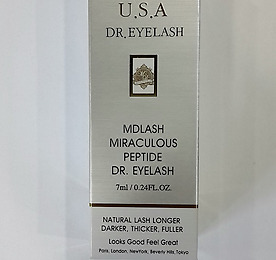 U.S.A
DR. EYELASH
MDLASH
MIRACULOUS
PEPTIDE
DR. EYELASH
7ml / 0.24FL.OZ.
NATURAL LASH LONGER
DARKER, THICKER, FULLER
Looks Good Feel Great
Paris, London, NewYork, Beverly Hills, Tokyo